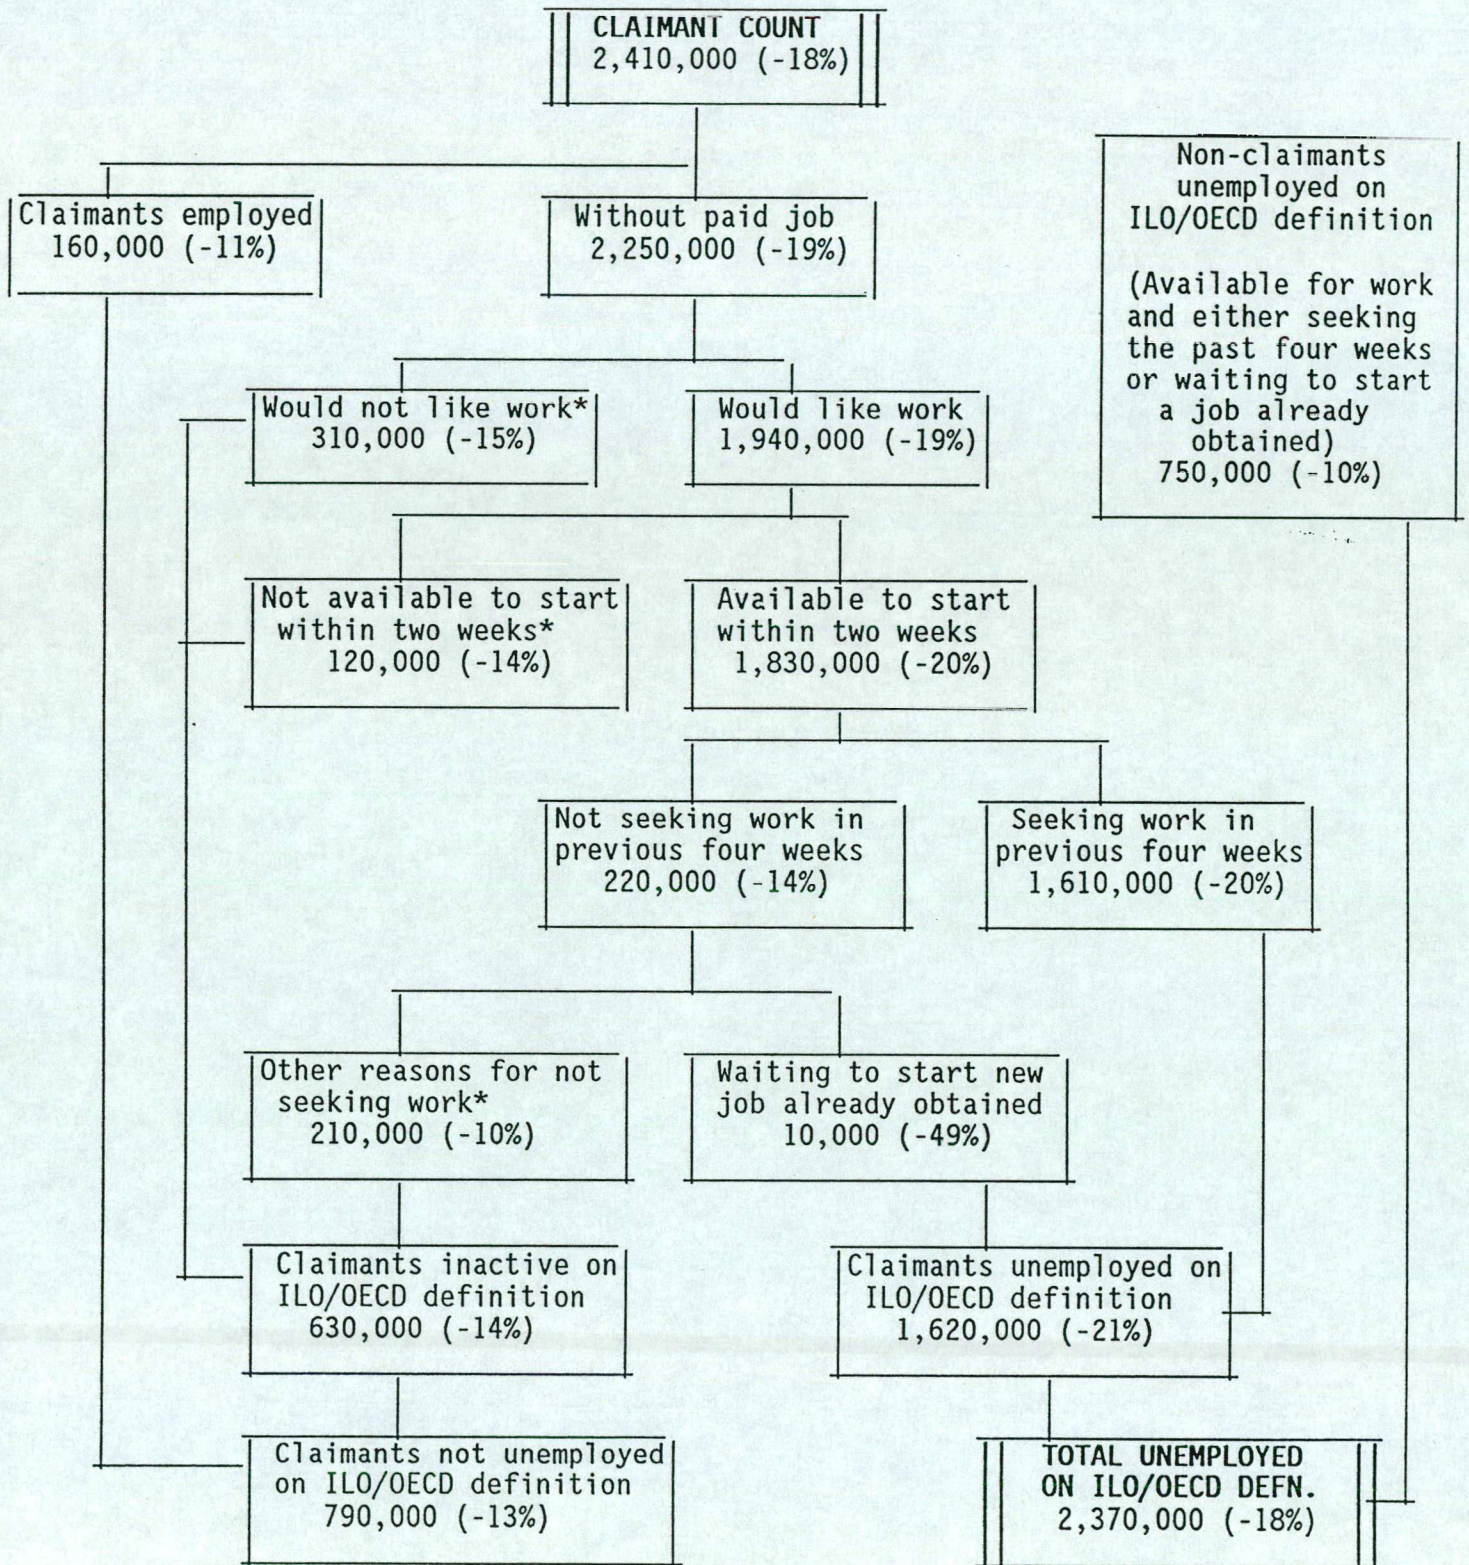 CLAIMANT COUNT
2,410,000 (-18%)
Non-claimants
unemployed on
ILO/OECD definition
(Available for work
and either seeking
the past four weeks
or waiting to start
a job already
obtained)
750,000 (-10%)
Claimants employed
160,000 (-11%)
Without paid job
2,250,000 (-19%)
Would not like work*
310,000 (-15%)
Would like work
1,940,000 (-19%)
Not available to start
within two weeks*
120,000 (-14%)
Available to start
within two weeks
1,830,000 (-20%)
Not seeking work in
previous four weeks
220,000 (-14%)
Seeking work in
previous four weeks
1,610,000 (-20%)
Other reasons for not
seeking work*
210,000 (-10%)
Waiting to start new
job already obtained
10,000 (-49%)
Claimants inactive on
ILO/OECD definition
630,000 (-14%)
Claimants unemployed on
ILO/OECD definition
1,620,000 (-21%)
Claimants not unemployed
on ILO/OECD definition
790,000 (-13%)
TOTAL UNEMPLOYED
ON ILO/OECD DEFN.
2,370,000 (-18%)